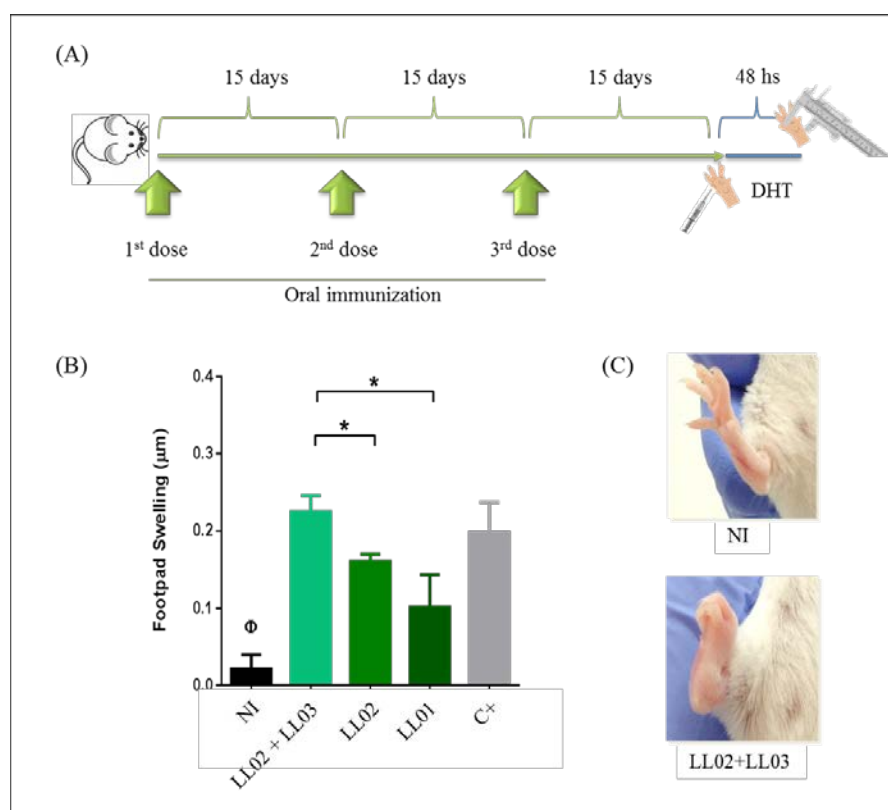 (A)
15 days 15 days 15 days 48 hs
DHT
1st dose 2nd dose 3rd dose
Oral immunization
(B)
Footpad Swelling (μm)
0.4
0.3
0.2
0.1
0.0
* 
*
Φ
NI LL02 + LL03 LL02 LL01 C+
(C)
NI
LL02+LL03